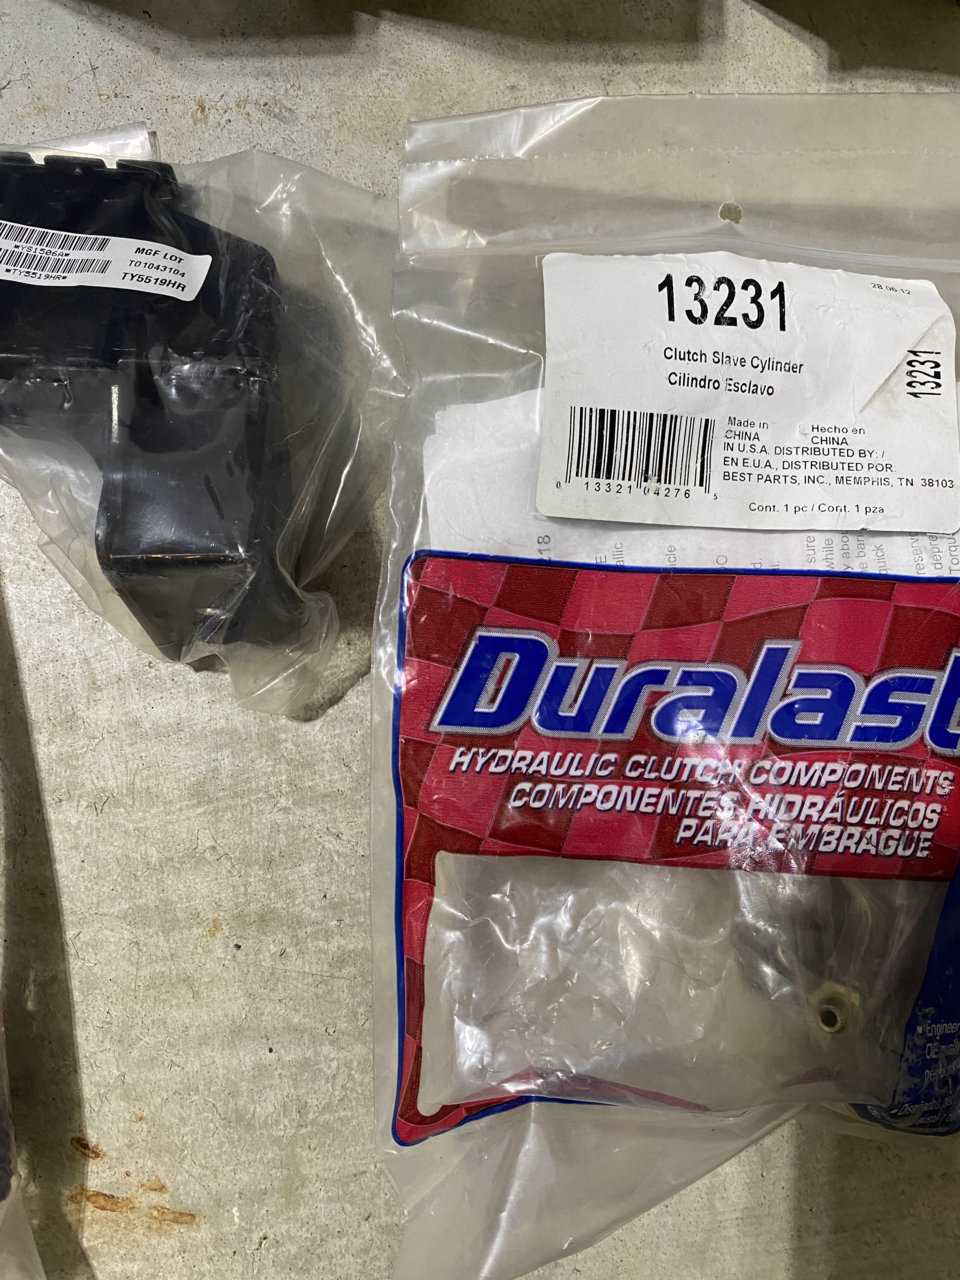 *YS1506A*
*TY5519HR*
MGF LOT
T01043104
TY5519HR
28.06.12
13231
Clutch Slave Cylinder
Cilindro Esclavo
13231
Made in
CHINA
Hecho en
CHINA
IN U.S.A. DISTRIBUTED BY: /
EN E.U.A., DISTRIBUTED POR:
BEST PARTS, INC., MEMPHIS, TN 38103
0 13321 04276 5
Cont. 1 pc / Cont. 1 pza
Duralast
HYDRAULIC CLUTCH COMPONENTS
COMPONENTES HIDRÁULICOS
PARA EMBRAGUE